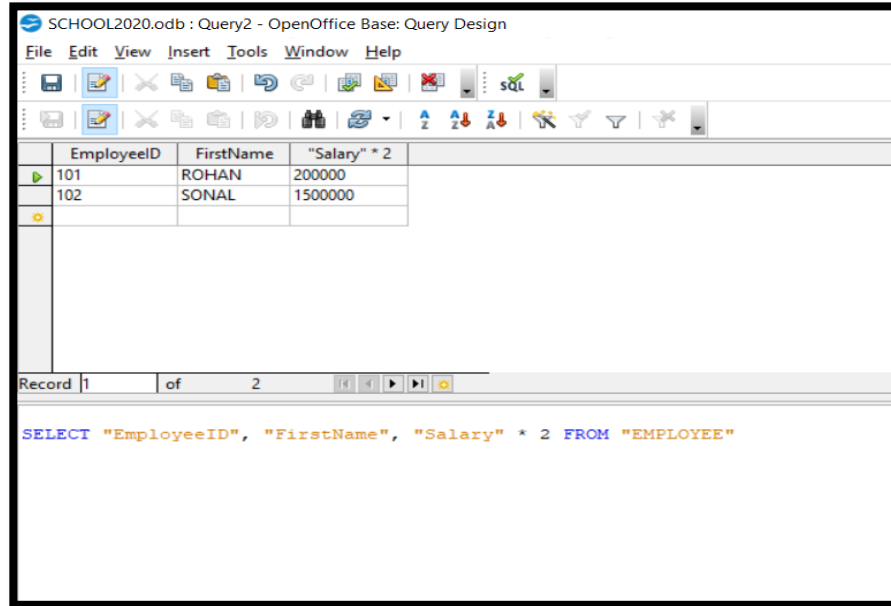 SCHOOL2020.odb : Query2 - OpenOffice Base: Query Design
File Edit View Insert Tools Window Help
SQL
A Z Z A
EmployeeID FirstName "Salary" * 2
101 ROHAN 200000
102 SONAL 1500000
Record 1 of 2
SELECT "EmployeeID", "FirstName", "Salary" * 2 FROM "EMPLOYEE"